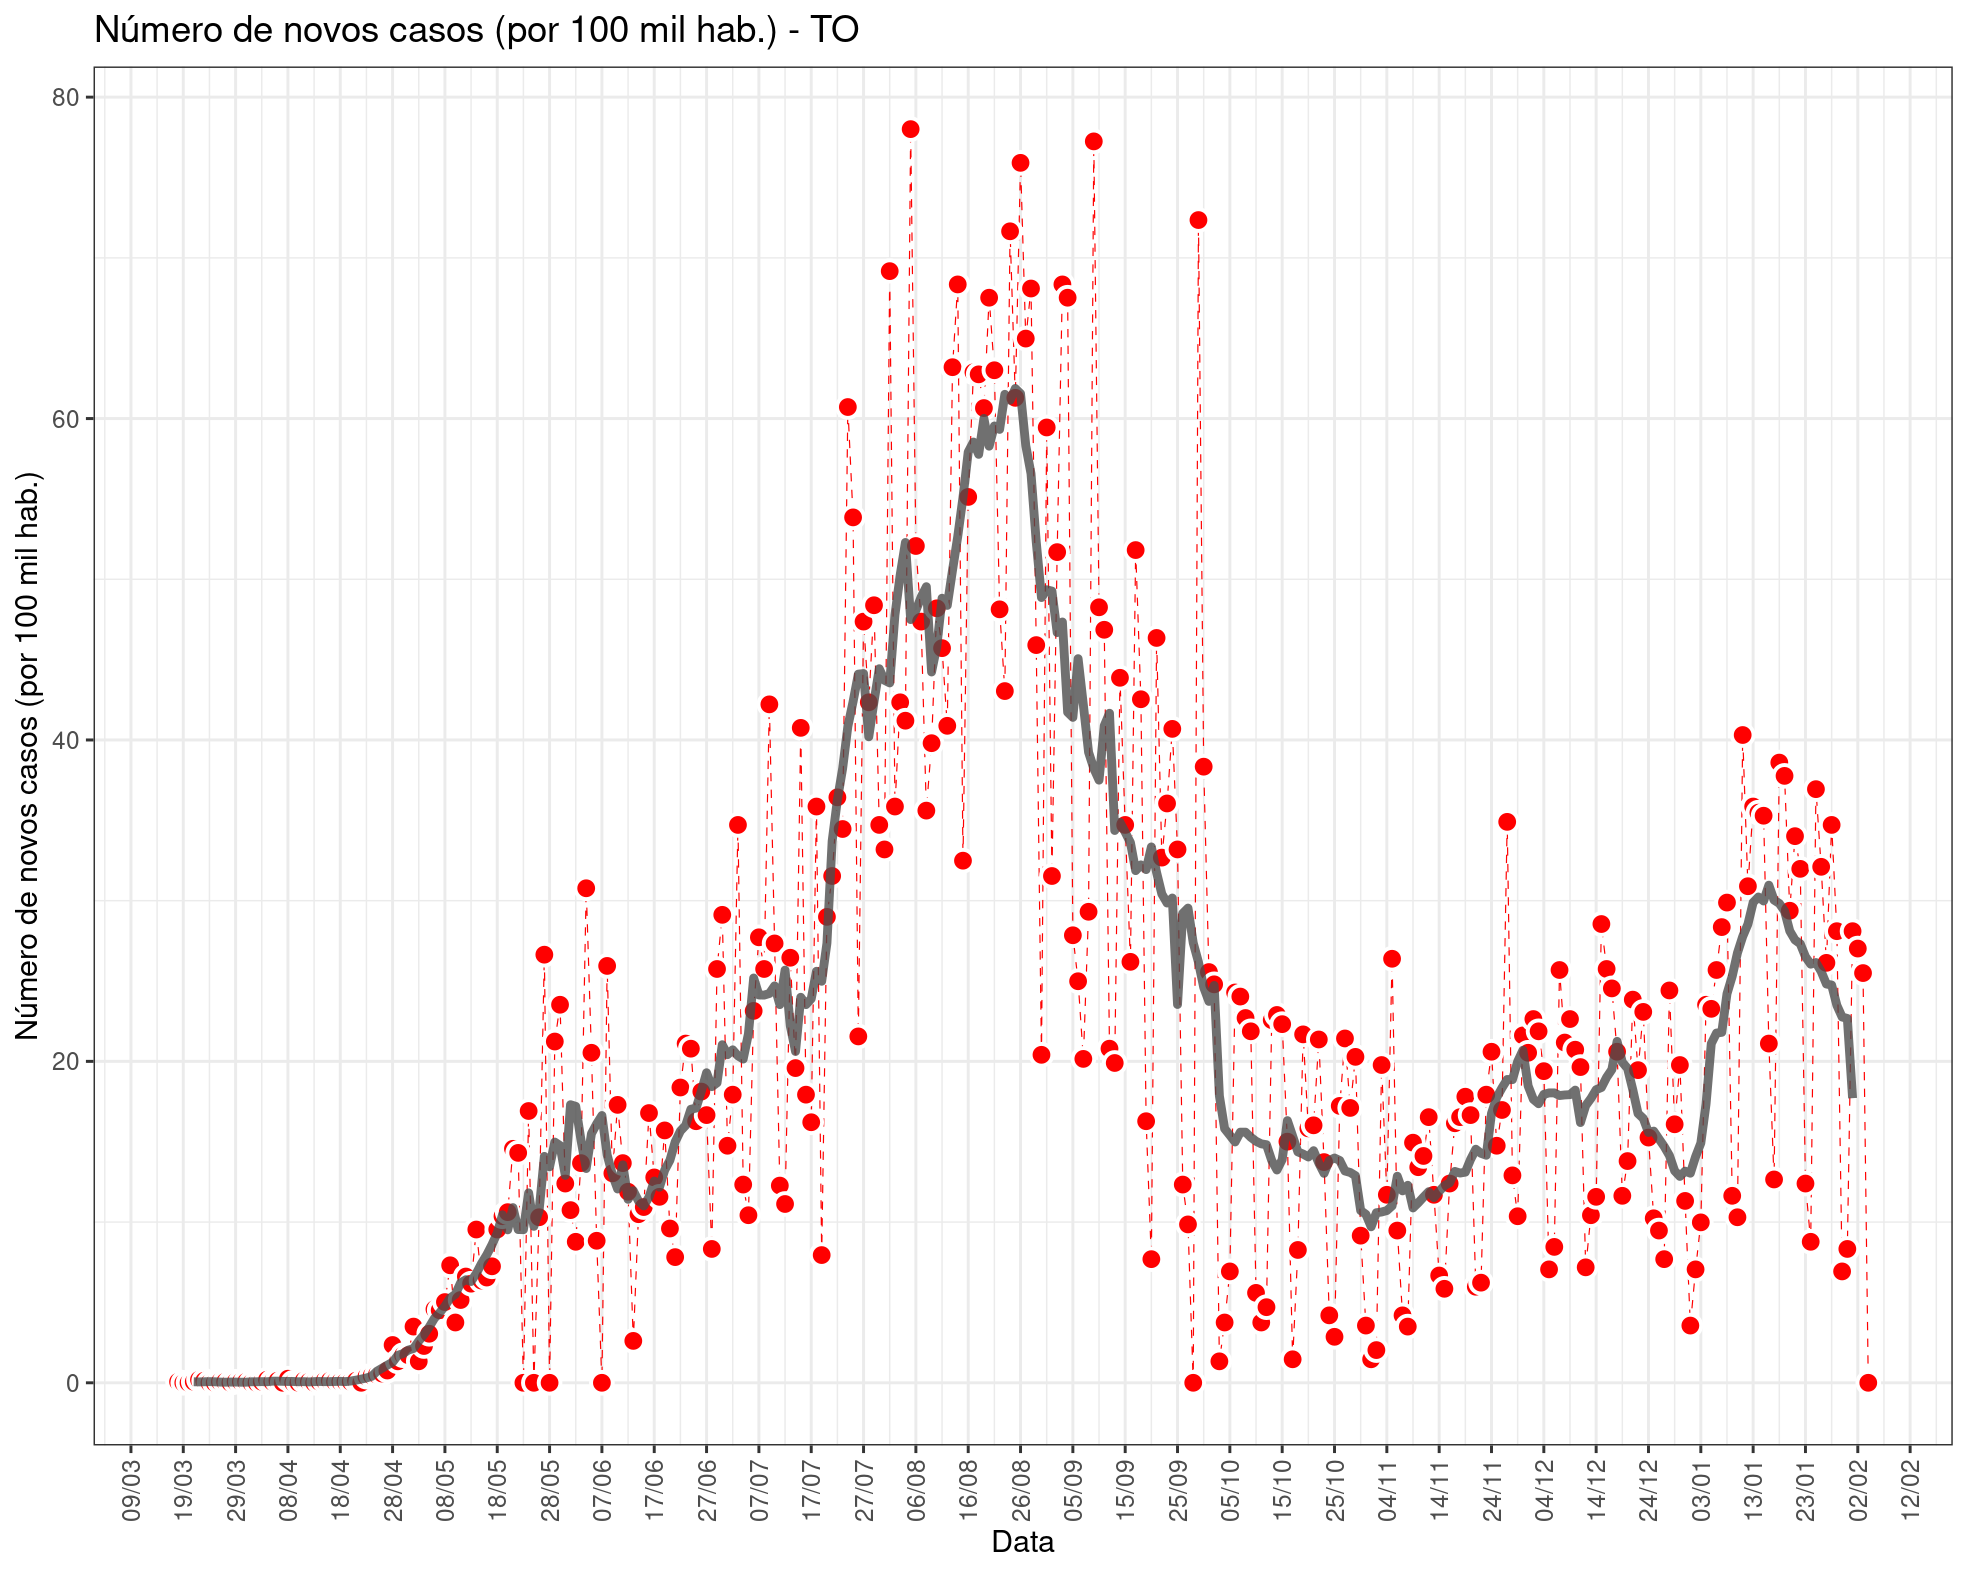 Número de novos casos (por 100 mil hab.) - TO
Número de novos casos (por 100 mil hab.)
80
60
40
20
0
09/03 19/03 29/03 08/04 18/04 28/04 08/05 18/05 28/05 07/06 17/06 27/06 07/07 17/07 27/07 06/08 16/08 26/08 05/09 15/09 25/09 05/10 15/10 25/10 04/11 14/11 24/11 04/12 14/12 24/12 03/01 13/01 23/01 02/02 12/02
Data